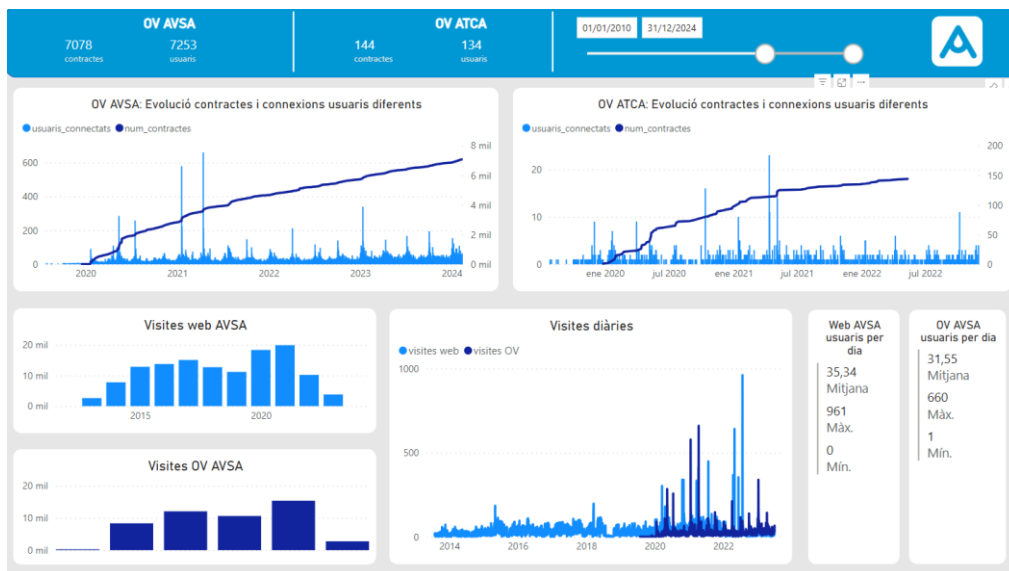 OV AVSA
7078
contractes
7253
usuaris
OV ATCA
144
contractes
134
usuaris
01/01/2010
31/12/2024
OV AVSA: Evolució contractes i connexions usuaris diferents
usuaris_connectats num_contractes
600
400
200
0
8 mil
6 mil
4 mil
2 mil
0 mil
2020 2021 2022 2023 2024
OV ATCA: Evolució contractes i connexions usuaris diferents
usuaris_connectats num_contractes
20
10
0
200
150
100
50
0
ene 2020 jul 2020 ene 2021 jul 2021 ene 2022 jul 2022
Visites web AVSA
20 mil
10 mil
0 mil
2015 2020
Visites OV AVSA
20 mil
10 mil
0 mil
Visites diàries
visites web visites OV
1000
500
0
2014 2016 2018 2020 2022
Web AVSA
usuaris per
dia
35,34
Mitjana
961
Màx.
0
Mín.
OV AVSA
usuaris per dia
31,55
Mitjana
660
Màx.
1
Mín.